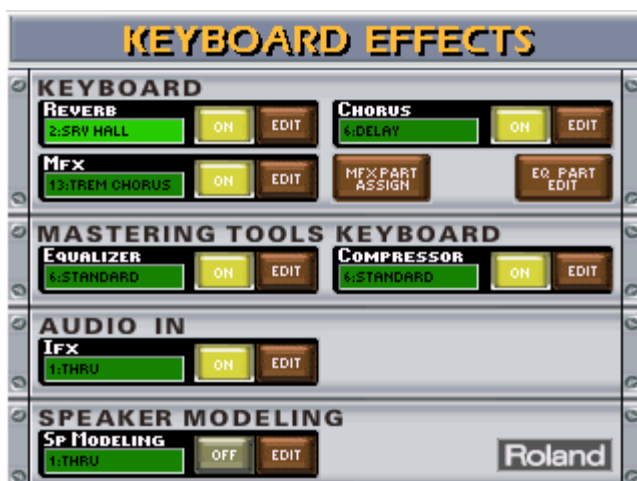 KEYBOARD EFFECTS
KEYBOARD
REVERB
2:SRV HALL
ON
EDIT
CHORUS
6:DELAY
ON
EDIT
MFX
13:TREM CHORUS
ON
EDIT
MFX PART
ASSIGN
EQ PART
EDIT
MASTERING TOOLS KEYBOARD
EQUALIZER
6:STANDARD
ON
EDIT
COMPRESSOR
6:STANDARD
ON
EDIT
AUDIO IN
IFX
1:THRU
ON
EDIT
SPEAKER MODELING
SP MODELING
1:THRU
OFF
EDIT
Roland